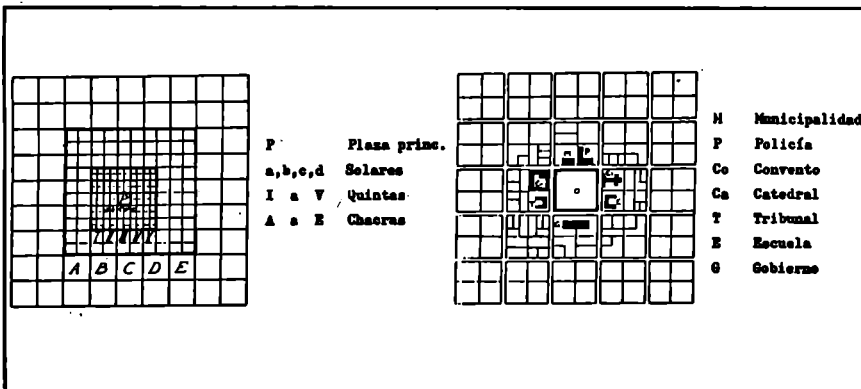 P Plaza princ.
a,b,c,d Solares
I a V Quintas
A a E Chacras
A B C D E
M Municipalidad
P Policía
Co Convento
Ca Catedral
T Tribunal
E Escuela
G Gobierno